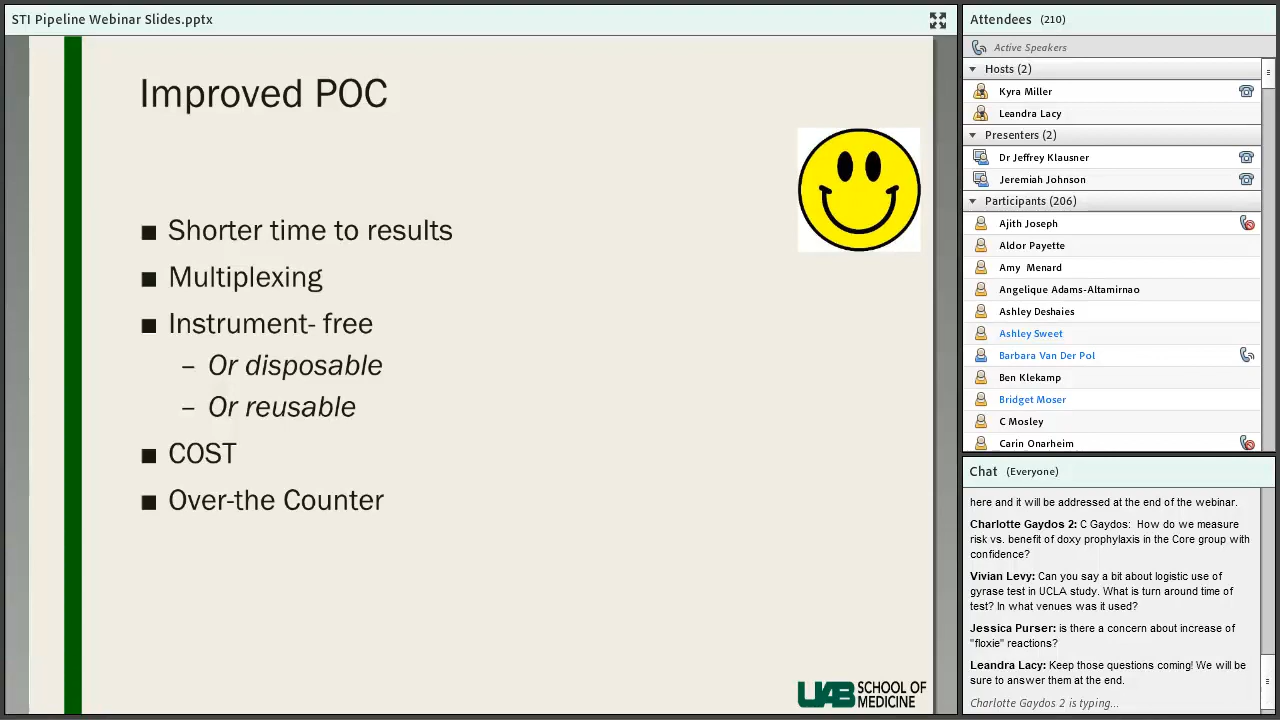 STI Pipeline Webinar Slides.pptx
Improved POC
■ Shorter time to results
■ Multiplexing
■ Instrument- free
– Or disposable
– Or reusable
■ COST
■ Over-the Counter
UAB SCHOOL OF
MEDICINE
Attendees (210)
Active Speakers
Hosts (2)
Kyra Miller
Leandra Lacy
Presenters (2)
Dr Jeffrey Klausner
Jeremiah Johnson
Participants (206)
Ajith Joseph
Aldor Payette
Amy Menard
Angelique Adams-Altamirnao
Ashley Deshaies
Ashley Sweet
Barbara Van Der Pol
Ben Klekamp
Bridget Moser
C Mosley
Carin Onarheim
Chat (Everyone)
here and it will be addressed at the end of the webinar.
Charlotte Gaydos 2: C Gaydos: How do we measure
risk vs. benefit of doxy prophylaxis in the Core group with
confidence?
Vivian Levy: Can you say a bit about logistic use of
gyrase test in UCLA study. What is turn around time of
test? In what venues was it used?
Jessica Purser: is there a concern about increase of
"floxie" reactions?
Leandra Lacy: Keep those questions coming! We will be
sure to answer them at the end.
Charlotte Gaydos 2 is typing...